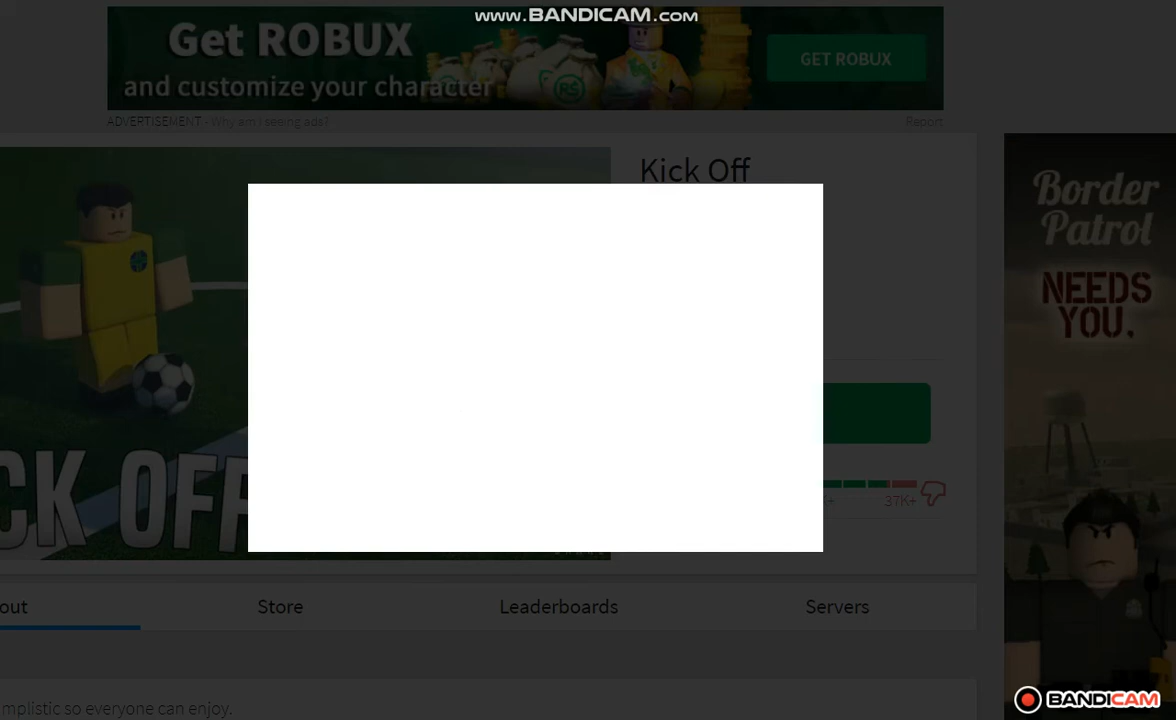 www.BANDICAM.com
Get ROBUX
and customize your character
GET ROBUX
ADVERTISEMENT - Why am I seeing ads?
Report
Kick Off
Border
Patrol
NEEDS
YOU.
CK OFF
37K+
out
Store
Leaderboards
Servers
mplistic so everyone can enjoy.
BANDICAM